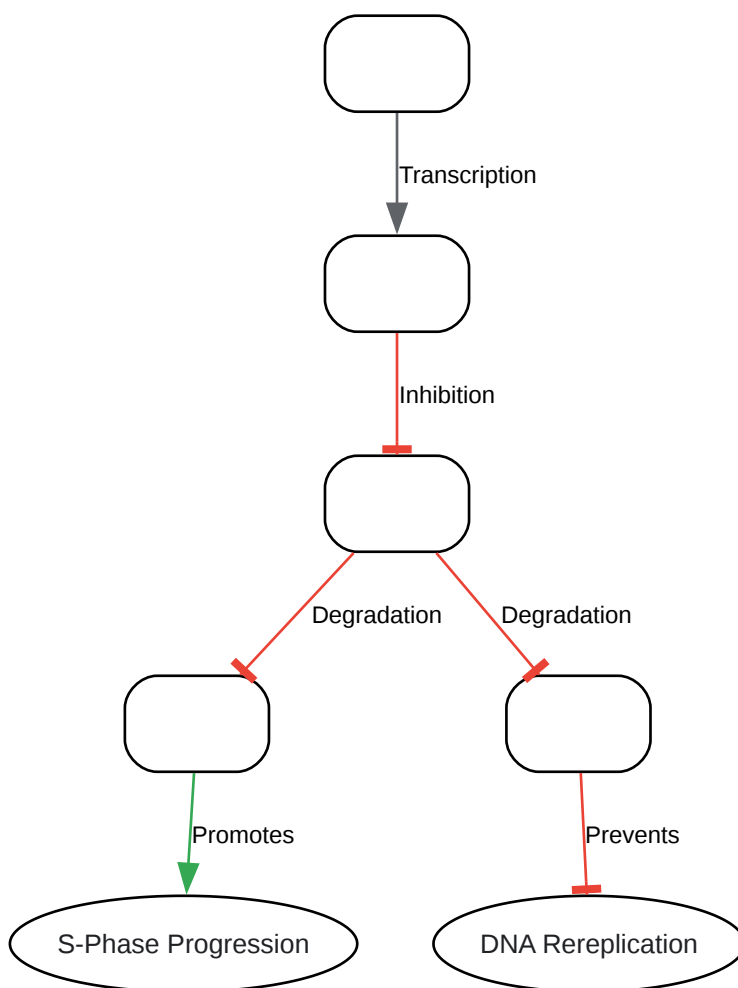 Transcription
Inhibition
Degradation
Degradation
Promotes
Prevents
S-Phase Progression
DNA Rereplication